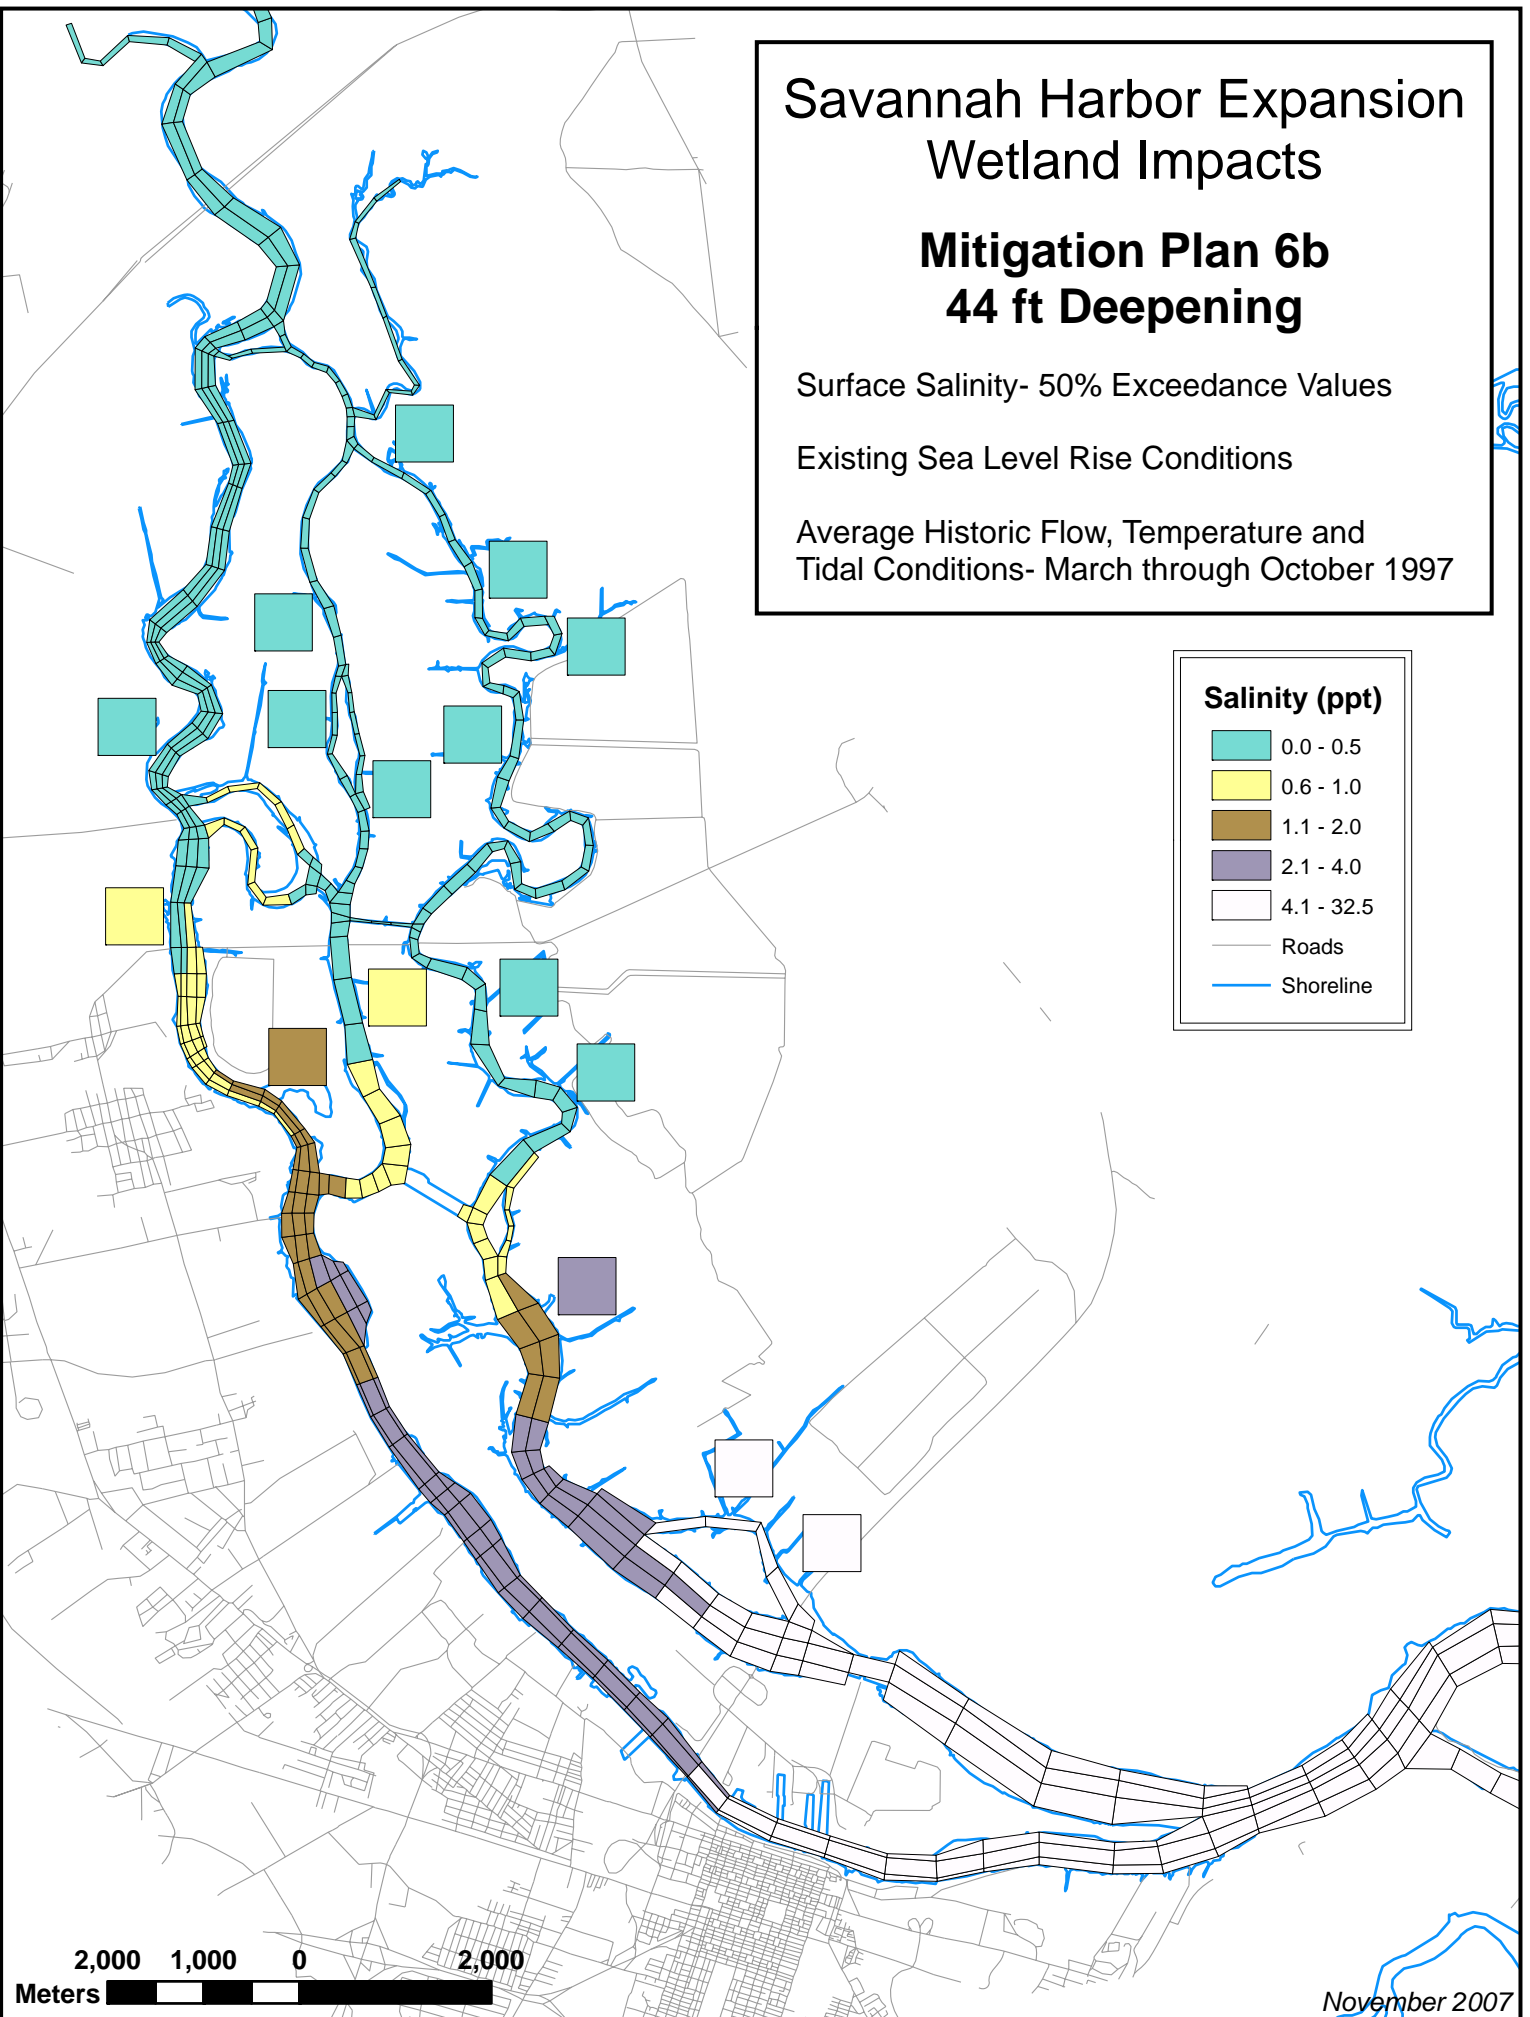 Savannah Harbor Expansion
Wetland Impacts
Mitigation Plan 6b
44 ft Deepening
Surface Salinity- 50% Exceedance Values
Existing Sea Level Rise Conditions
Average Historic Flow, Temperature and
Tidal Conditions- March through October 1997
Salinity (ppt)
0.0 - 0.5
0.6 - 1.0
1.1 - 2.0
2.1 - 4.0
4.1 - 32.5
Roads
Shoreline
2,000 1,000 0 2,000
Meters
November 2007